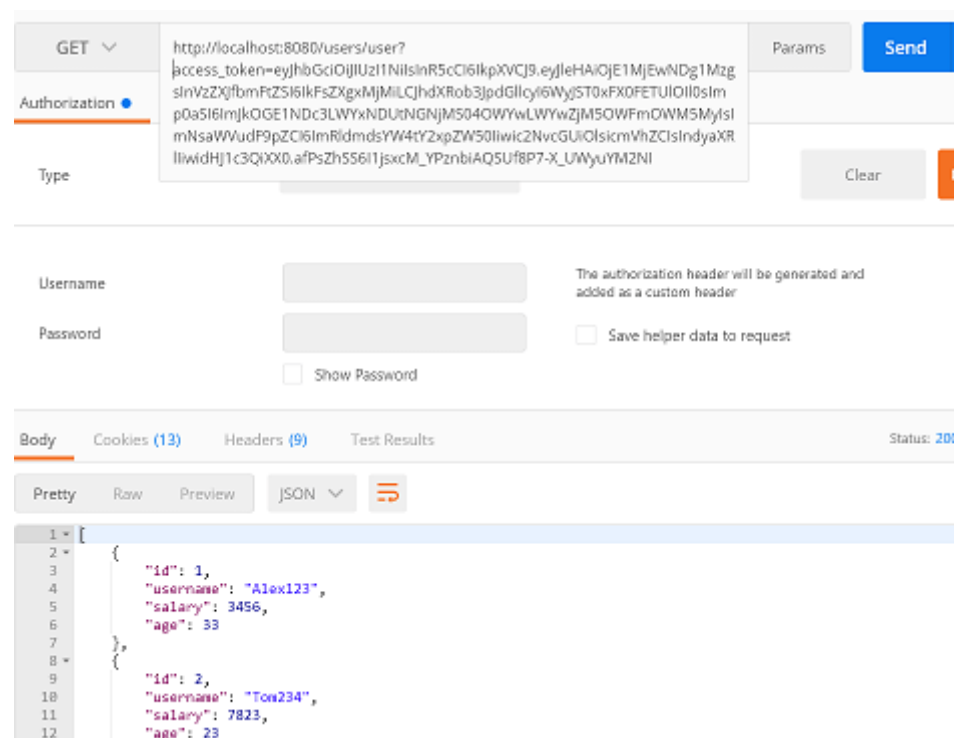 GET
http://localhost:8080/users/user?
Params
Send
access_token=eyJhbGciOiJIUzI1NiIsInR5cCI6IkpXVCJ9.eyJleHAiOjE1MjEwNDg1Mzg
sInVzZXJfbmFtZSI6IkFsZXgxMjMiLCJhdXRob3JpdGllcyI6WyJST0xFX0FETUlOIl0sIm
p0aSI6ImJkOGE1NDc3LWYxNDUtNGNjMS04OWYwLWYwZjM5OWFmOWM5MyIsI
mNsaWVudF9pZCI6ImRldmdsYW4tY2xpZW50Iiwic2NvcGUiOlsicmVhZCIsIndyaXR
lIiwidHJ1c3QiXX0.afPsZhSS6I1jsxcM_YPznbiAQSUf8P7-X_UWyuYM2NI
Authorization
Type
Clear
Username
The authorization header will be generated and
added as a custom header
Password
Save helper data to request
Show Password
Body Cookies (13) Headers (9) Test Results Status: 200
Pretty Raw Preview JSON
1 [
2 {
3 "id": 1,
4 "username": "Alex123",
5 "salary": 3456,
6 "age": 33
7 },
8 {
9 "id": 2,
10 "username": "Tom234",
11 "salary": 7823,
12 "age": 23